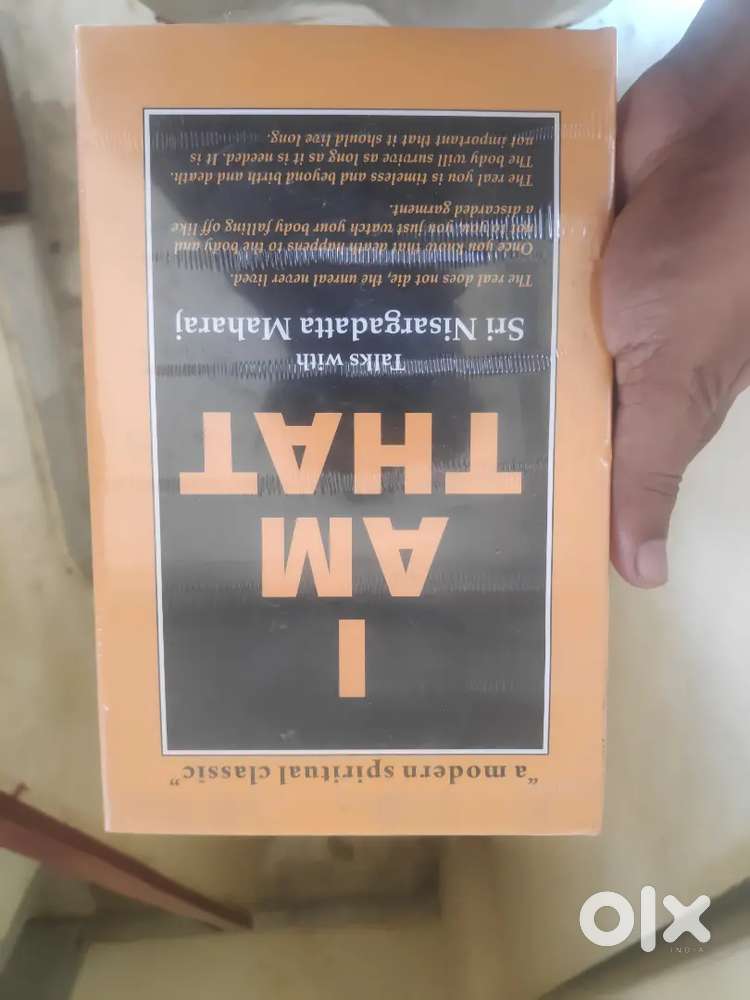 “a modern spiritual classic”
I
AM
THAT
Talks with
Sri Nisargadatta Maharaj
The real does not die, the unreal never lived.
Once you know that death happens to the body and
not to you, you just watch your body falling off like
a discarded garment.
The real you is timeless and beyond birth and death.
The body will survive as long as it is needed. It is
not important that it should live long.
olx
INDIA